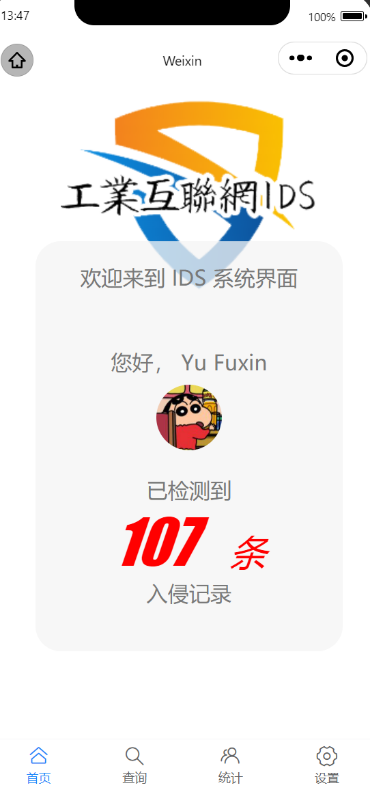 13:47
100%
Weixin
工業互聯網IDS
欢迎来到 IDS 系统界面
您好， Yu Fuxin
已检测到
107 条
入侵记录
首页 查询 统计 设置